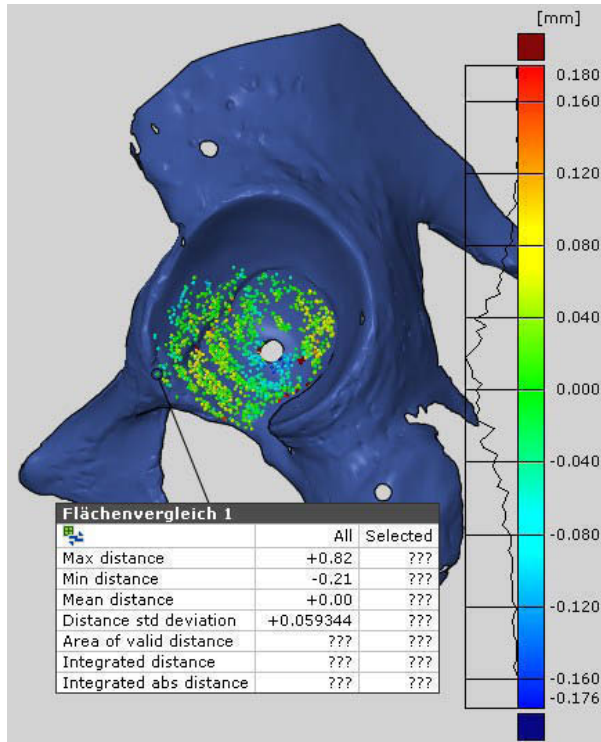 [mm]
0.180
0.160
0.120
0.080
0.040
0.000
-0.040
-0.080
-0.120
-0.160
-0.176
Flächenvergleich 1
All Selected
Max distance +0.82 ???
Min distance -0.21 ???
Mean distance +0.00 ???
Distance std deviation +0.059344 ???
Area of valid distance ??? ???
Integrated distance ??? ???
Integrated abs distance ??? ???